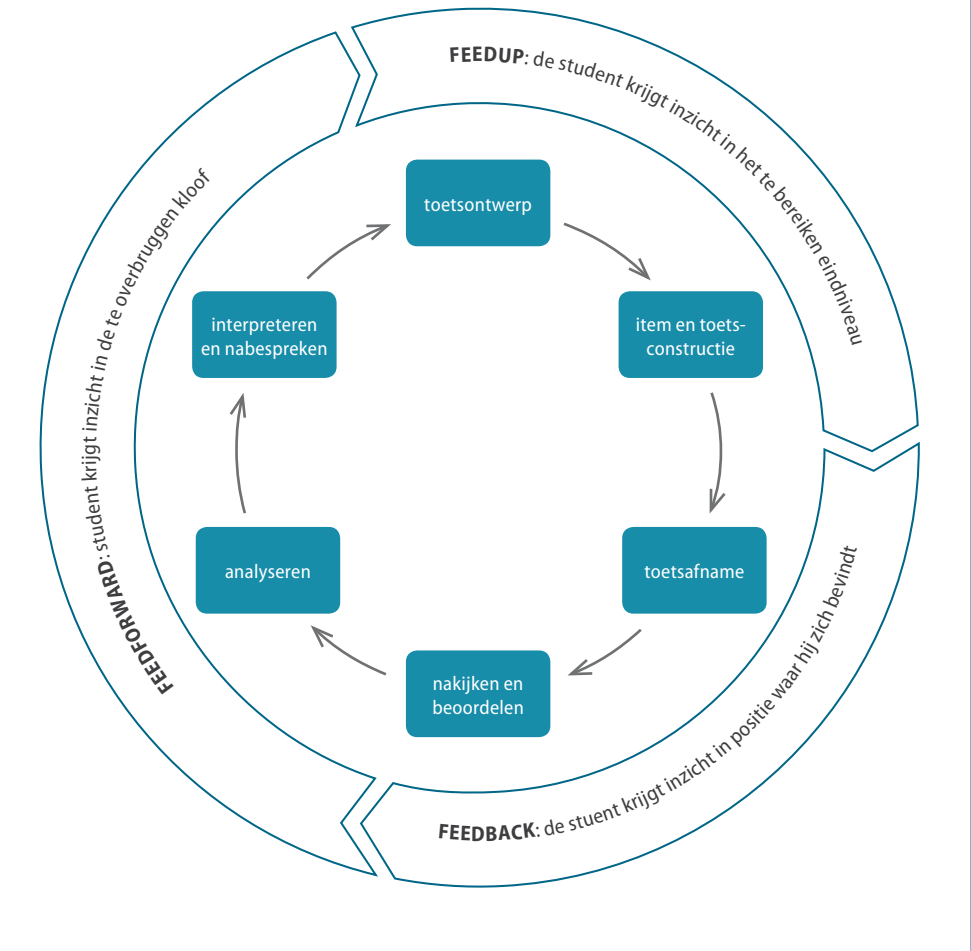 FEEDUP: de student krijgt inzicht in het te bereiken eindniveau
toetsontwerp
item en toets-
constructie
toetsafname
nakijken en
beoordelen
analyseren
interpreteren
en nabespreken
FEEDBACK: de stuent krijgt inzicht in positie waar hij zich bevindt
FEEDFORWARD: student krijgt inzicht in de te overbruggen kloof